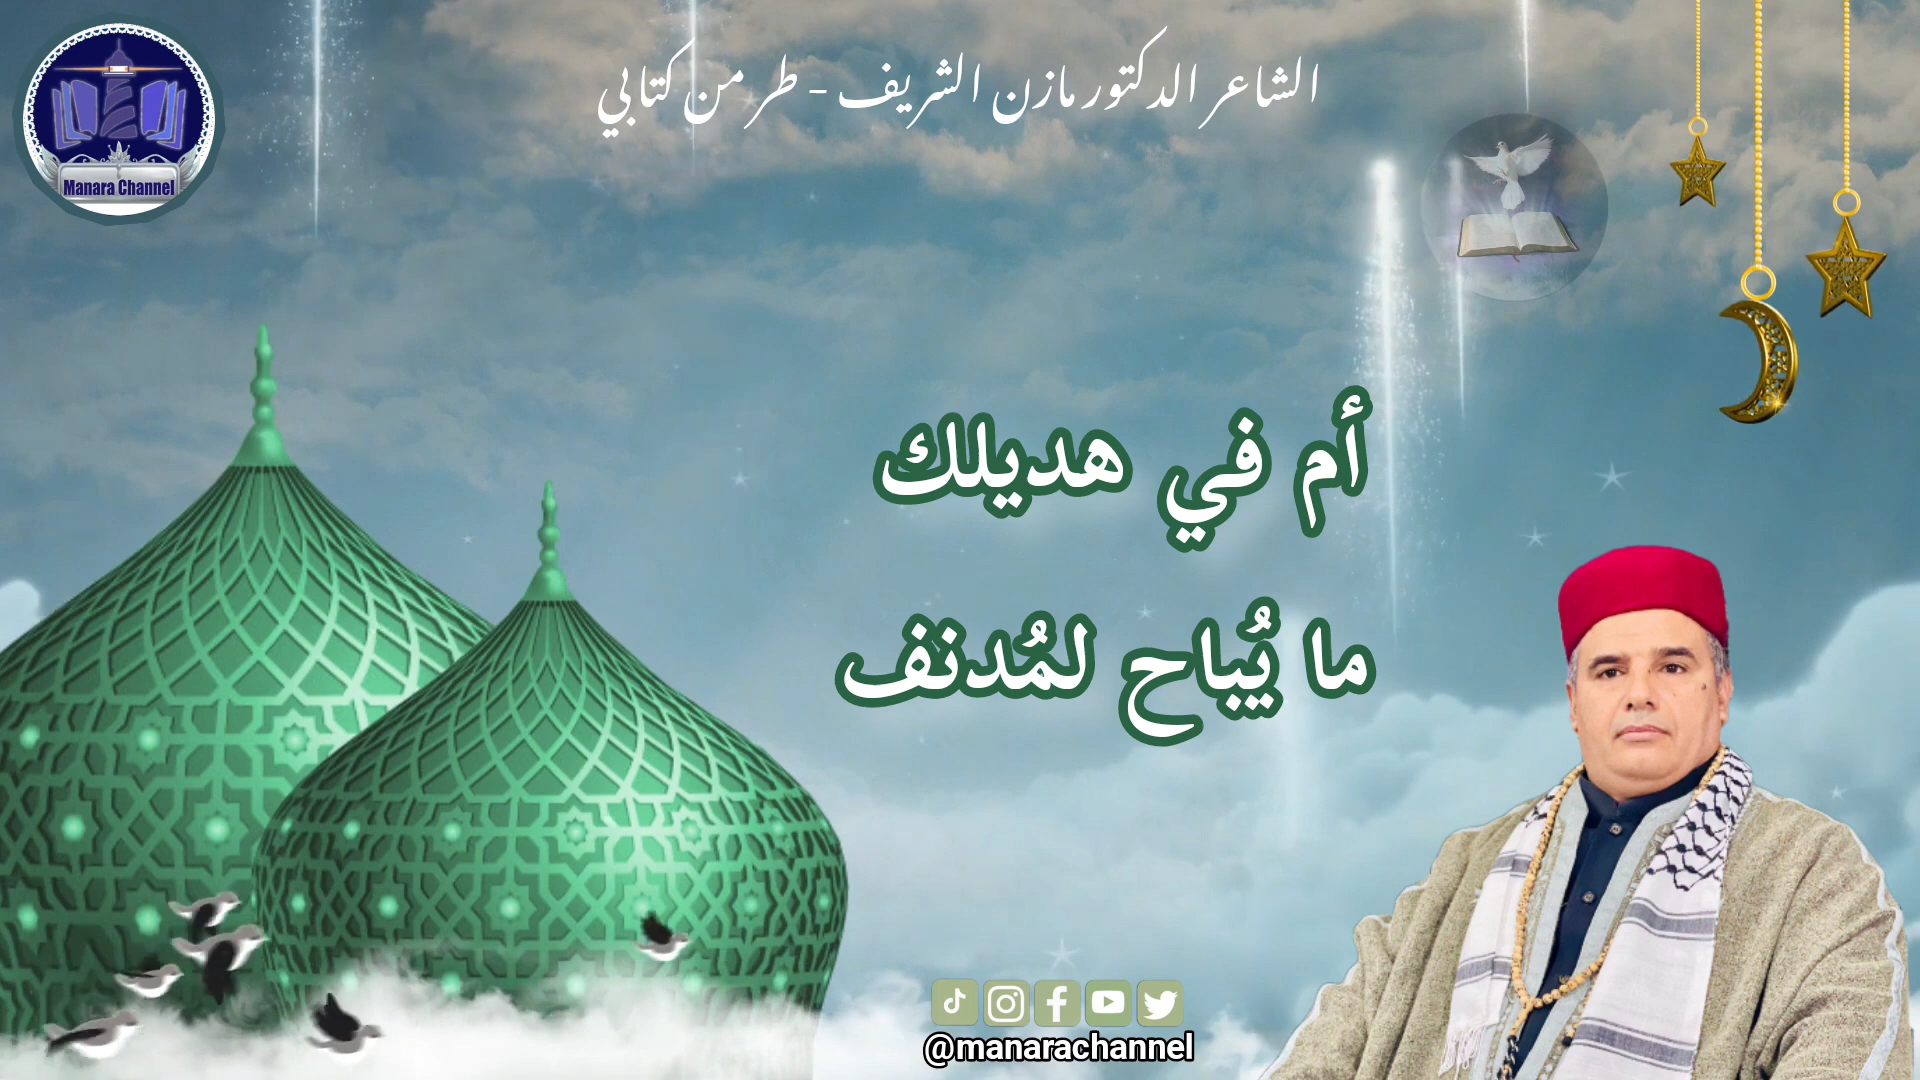 الشاعر الدكتور مازن الشريف - طر من كتابي
Manara Channel
أم في هديلك
ما يُباح لمُدنف
@manarachannel